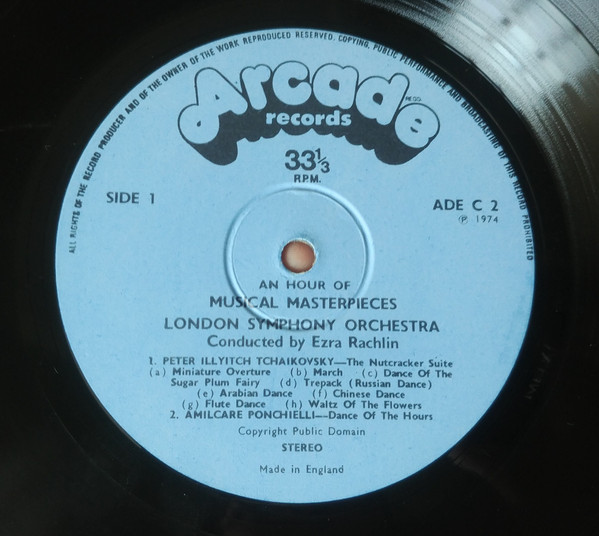 ALL RIGHTS OF THE RECORD PRODUCER AND OF THE OWNER OF THE WORK REPRODUCED RESERVED. COPYING, PUBLIC PERFORMANCE AND BROADCASTING OF THIS RECORD PROHIBITED
Arcade
records
33 1/3
R.P.M.
SIDE 1
ADE C 2
Ⓟ 1974
AN HOUR OF
MUSICAL MASTERPIECES
LONDON SYMPHONY ORCHESTRA
Conducted by Ezra Rachlin
1. PETER ILLYITCH TCHAIKOVSKY—The Nutcracker Suite
(a) Miniature Overture (b) March (c) Dance Of The
Sugar Plum Fairy (d) Trepack (Russian Dance)
(e) Arabian Dance (f) Chinese Dance
(g) Flute Dance (h) Waltz Of The Flowers
2. AMILCARE PONCHIELLI—Dance Of The Hours
Copyright Public Domain
STEREO
Made in England